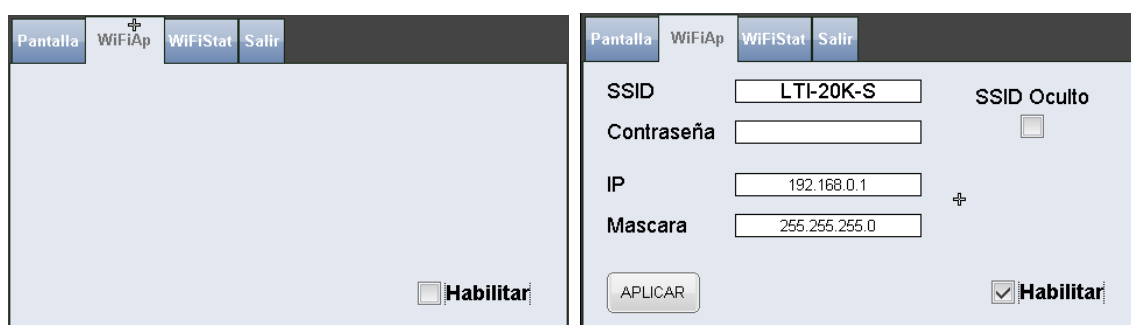 Pantalla WiFiAp WiFiStat Salir
Habilitar
Pantalla WiFiAp WiFiStat Salir
SSID LTI-20K-S SSID Oculto
Contraseña
IP 192.168.0.1
Mascara 255.255.255.0
APLICAR Habilitar